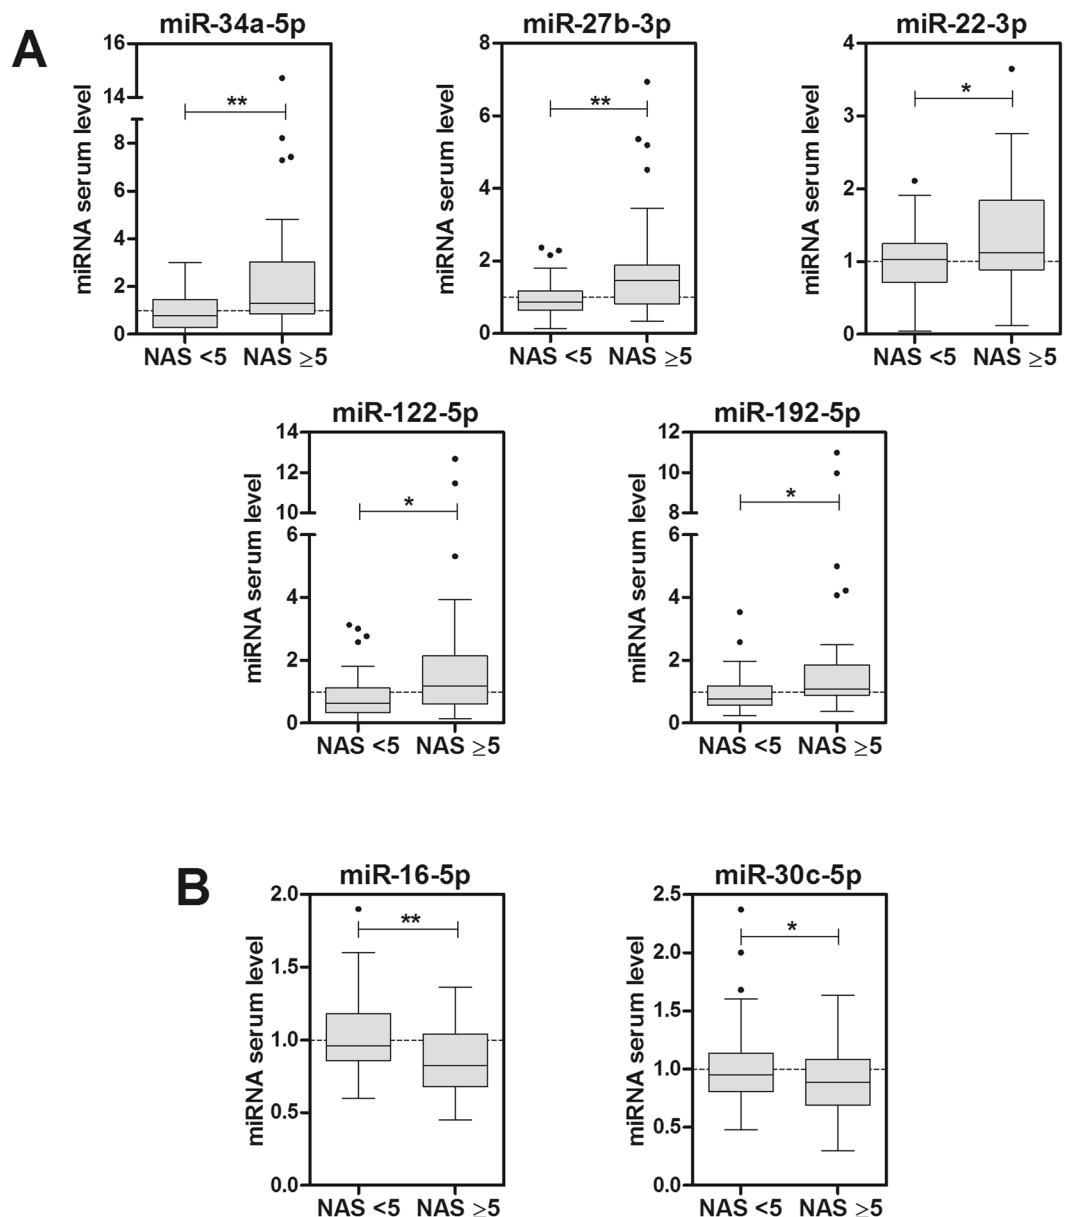 A
miR-34a-5p
miRNA serum level
16
14
8
6
4
2
0
**
NAS <5
NAS ≥5
miR-27b-3p
miRNA serum level
8
6
4
2
0
**
NAS <5
NAS ≥5
miR-22-3p
miRNA serum level
4
3
2
1
0
*
NAS <5
NAS ≥5
miR-122-5p
miRNA serum level
14
12
10
6
4
2
0
*
NAS <5
NAS ≥5
miR-192-5p
miRNA serum level
12
10
8
6
4
2
0
*
NAS <5
NAS ≥5
B
miR-16-5p
miRNA serum level
2.0
1.5
1.0
0.5
0.0
**
NAS <5
NAS ≥5
miR-30c-5p
miRNA serum level
2.5
2.0
1.5
1.0
0.5
0.0
*
NAS <5
NAS ≥5